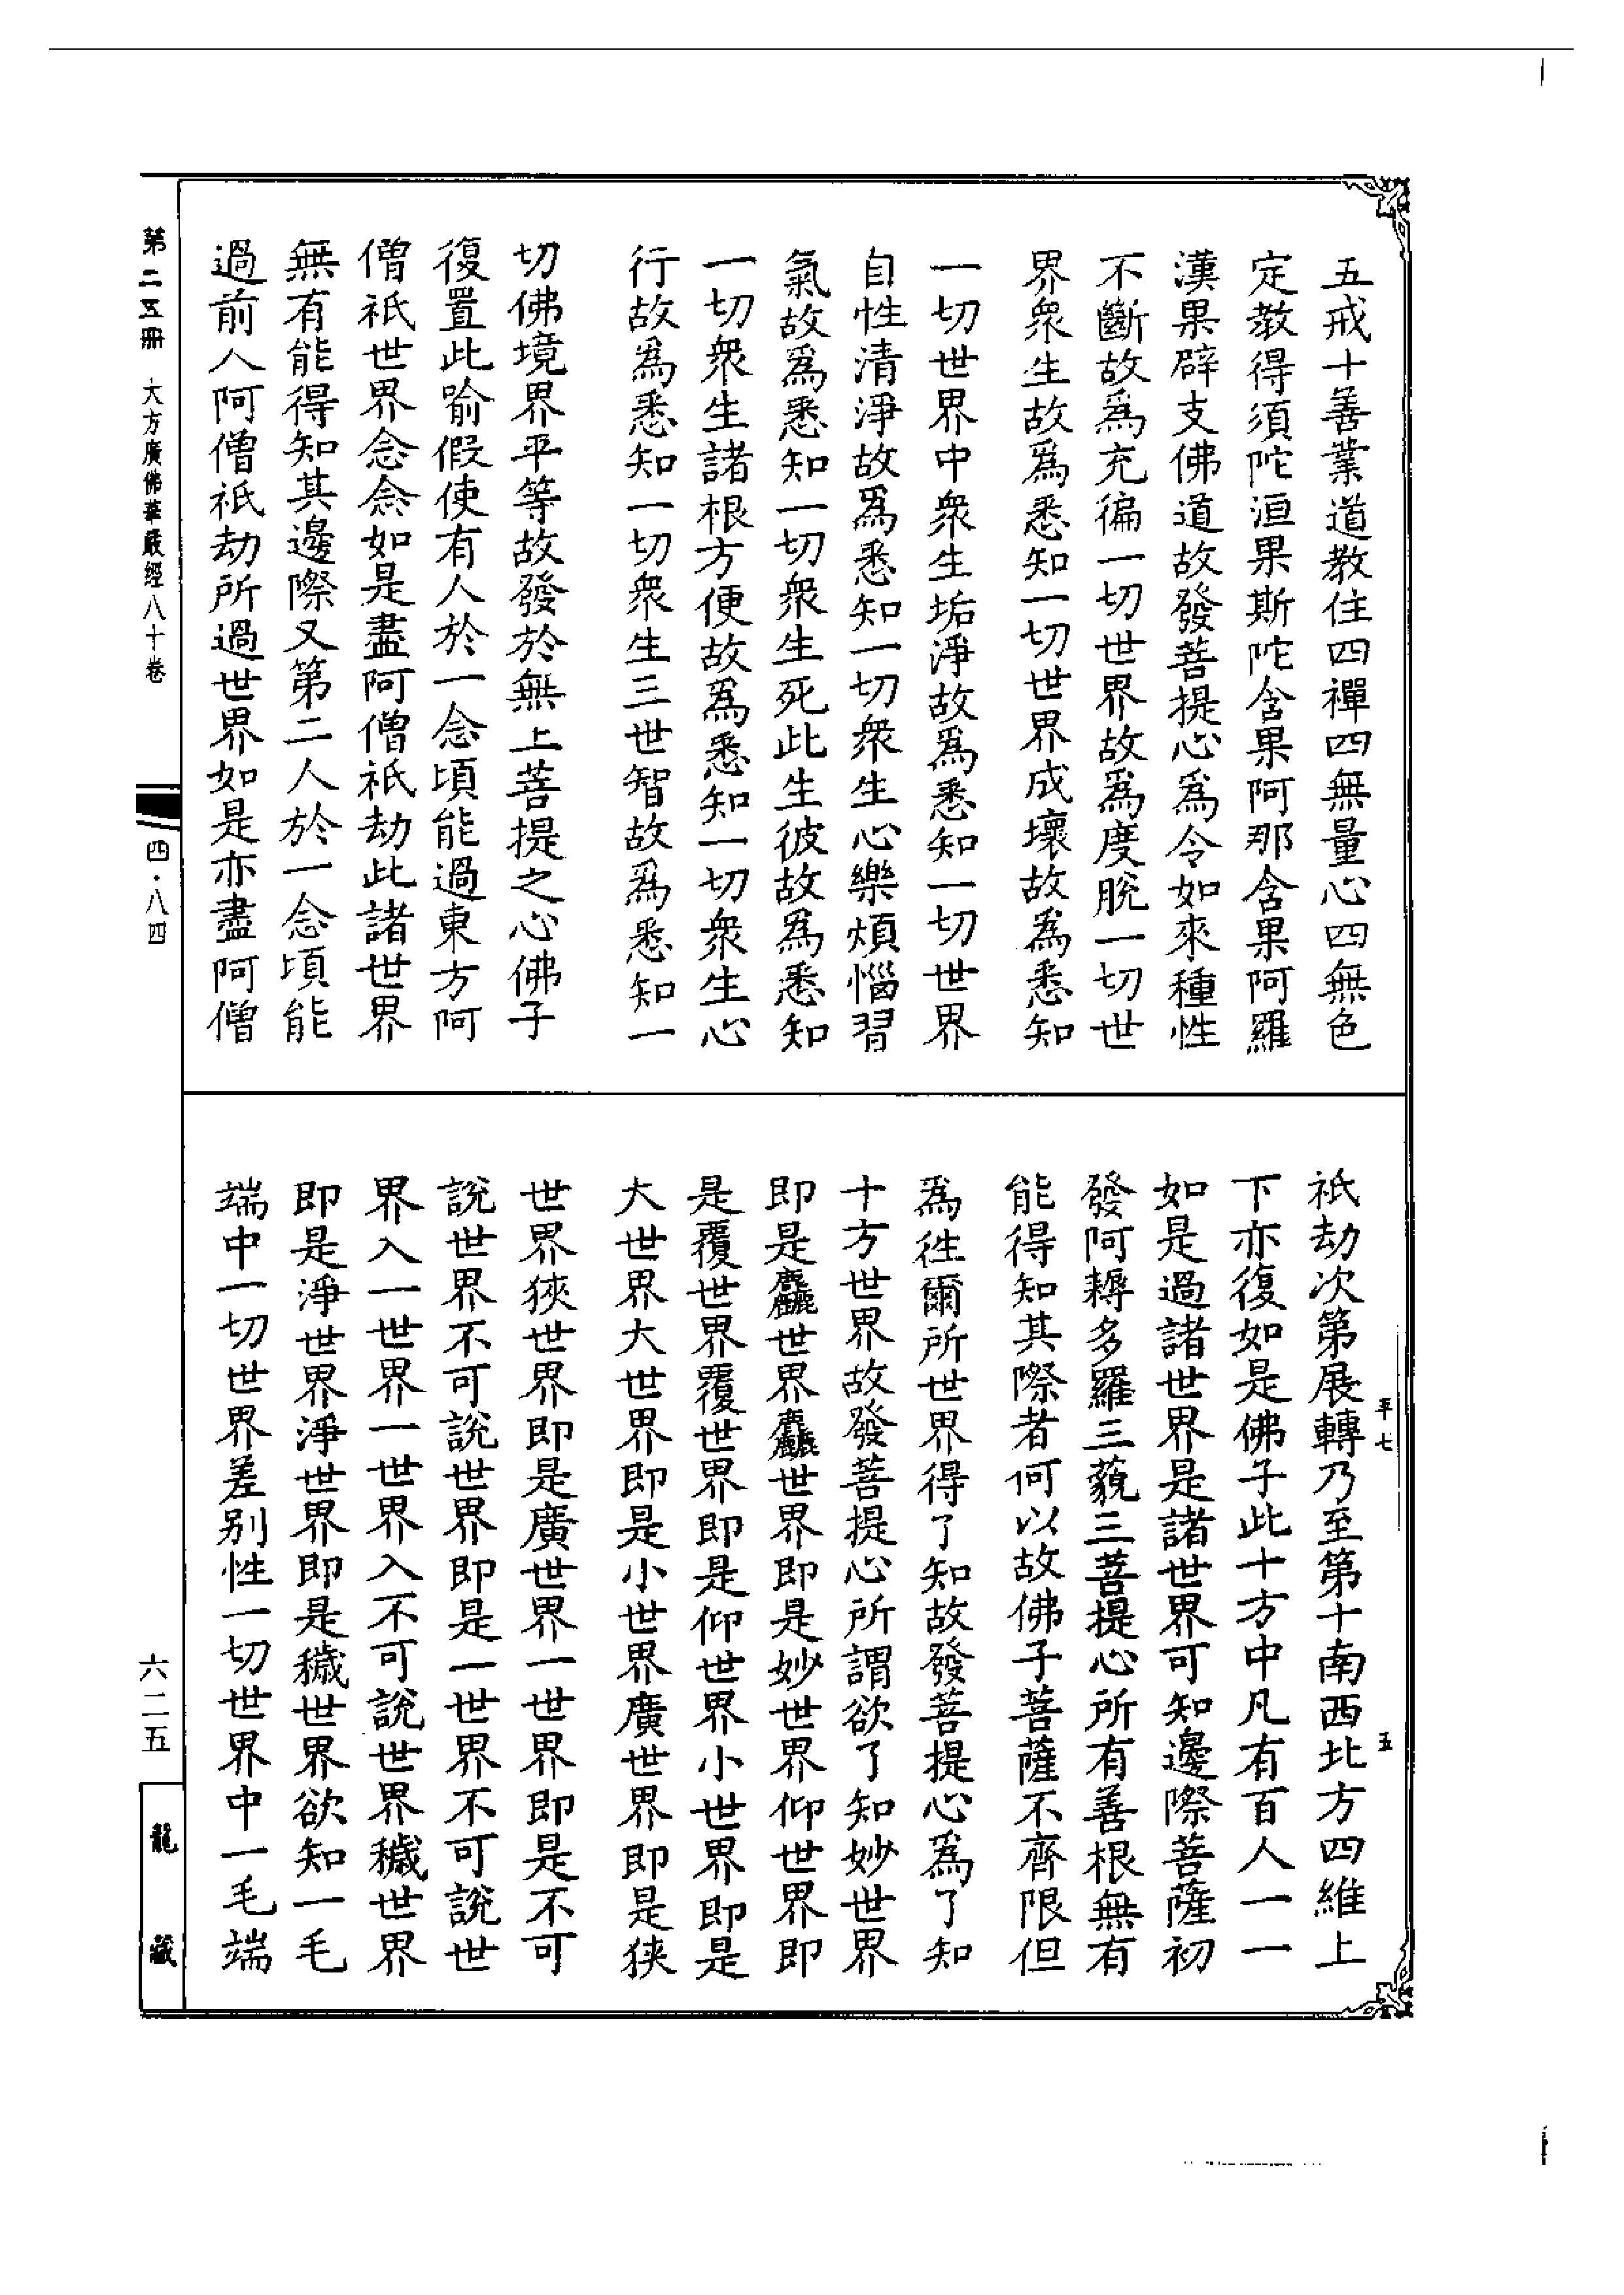 五戒十善業道教住四禪四無量心四無色
定教得須陀洹果斯陀含果阿那含果阿羅
漢果辟支佛道故發菩提心爲令如來種性
不斷故爲充徧一切世界故爲度脫一切世
界衆生故爲悉知一切世界成壞故爲悉知
一切世界中衆生垢淨故爲悉知一切世界
自性清淨故爲悉知一切衆生心樂煩惱習
氣故爲悉知一切衆生死此生彼故爲悉知
一切衆生諸根方便故爲悉知一切衆生心
行故爲悉知一切衆生三世智故爲悉知一
切佛境界平等故發於無上菩提之心佛子
復置此喻假使有人於一念頃能過東方阿
僧祇世界念念如是盡阿僧祇劫此諸世界
無有能得知其邊際又第二人於一念頃能
過前人阿僧祇劫所過世界如是亦盡阿僧
祇劫次第展轉乃至第十南西北方四維上
下亦復如是佛子此十方中凡有百人一一
如是過諸世界是諸世界可知邊際菩薩初
發阿耨多羅三藐三菩提心所有善根無有
能得知其際者何以故佛子菩薩不齊限但
爲往爾所世界得了知故發菩提心爲了知
十方世界故發菩提心所謂欲了知妙世界
即是麤世界麤世界即是妙世界仰世界即
是覆世界覆世界即是仰世界小世界即是
大世界大世界即是小世界廣世界即是狹
世界狹世界即是廣世界一世界即是不可
說世界不可說世界即是一世界不可說世
界入一世界一世界入不可說世界穢世界
即是淨世界淨世界即是穢世界欲知一毛
端中一切世界差別性一切世界中一毛端
平七
五
第二五冊 大方廣佛華嚴經八十卷
四·八四
六二五
龍藏